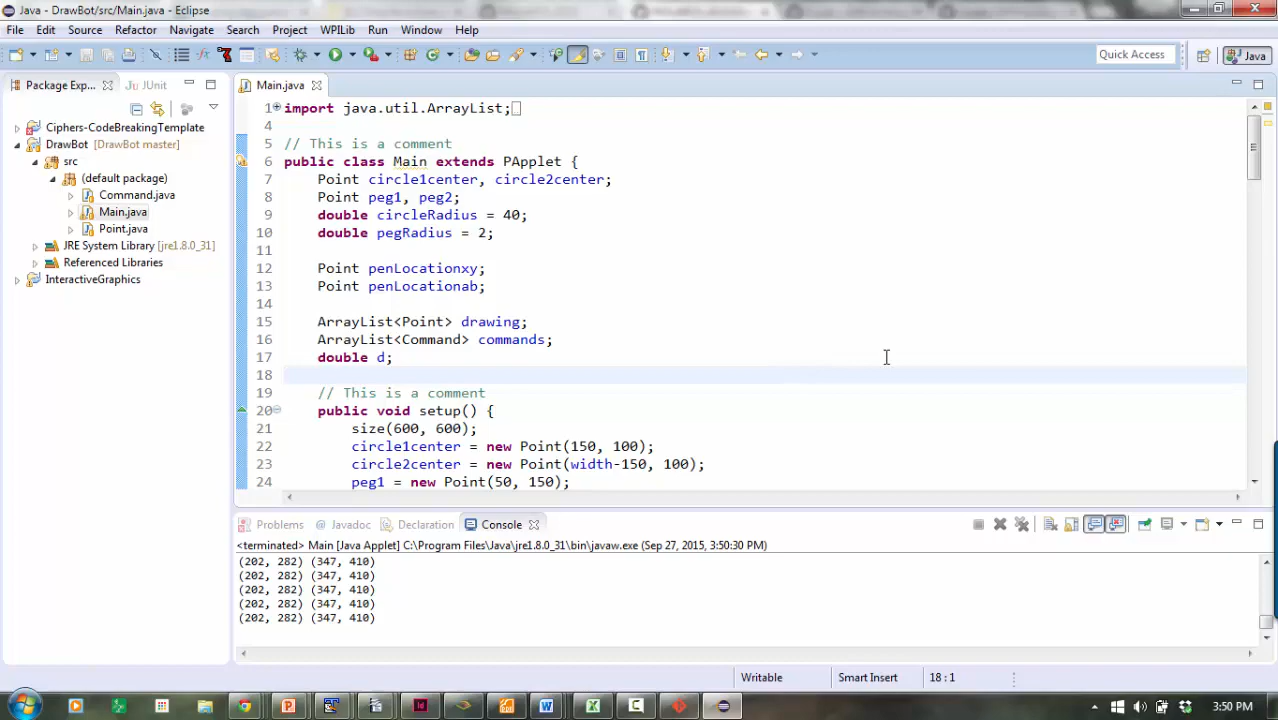 Java - DrawBot/src/Main.java - Eclipse
File Edit Source Refactor Navigate Search Project WPILib Run Window Help
Quick Access
Java
Package Exp...
JUnit
Main.java
Ciphers-CodeBreakingTemplate
DrawBot [DrawBot master]
src
(default package)
Command.java
Main.java
Point.java
JRE System Library [jre1.8.0_31]
Referenced Libraries
InteractiveGraphics
1 import java.util.ArrayList;
4
5 // This is a comment
6 public class Main extends PApplet {
7 Point circle1center, circle2center;
8 Point peg1, peg2;
9 double circleRadius = 40;
10 double pegRadius = 2;
11
12 Point penLocationxy;
13 Point penLocationab;
14
15 ArrayList<Point> drawing;
16 ArrayList<Command> commands;
17 double d;
18
19 // This is a comment
20 public void setup() {
21 size(600, 600);
22 circle1center = new Point(150, 100);
23 circle2center = new Point(width-150, 100);
24 peg1 = new Point(50, 150);
Problems Javadoc Declaration Console
<terminated> Main [Java Applet] C:\Program Files\Java\jre1.8.0_31\bin\javaw.exe (Sep 27, 2015, 3:50:30 PM)
(202, 282) (347, 410)
(202, 282) (347, 410)
(202, 282) (347, 410)
(202, 282) (347, 410)
(202, 282) (347, 410)
Writable
Smart Insert
18 : 1
3:50 PM